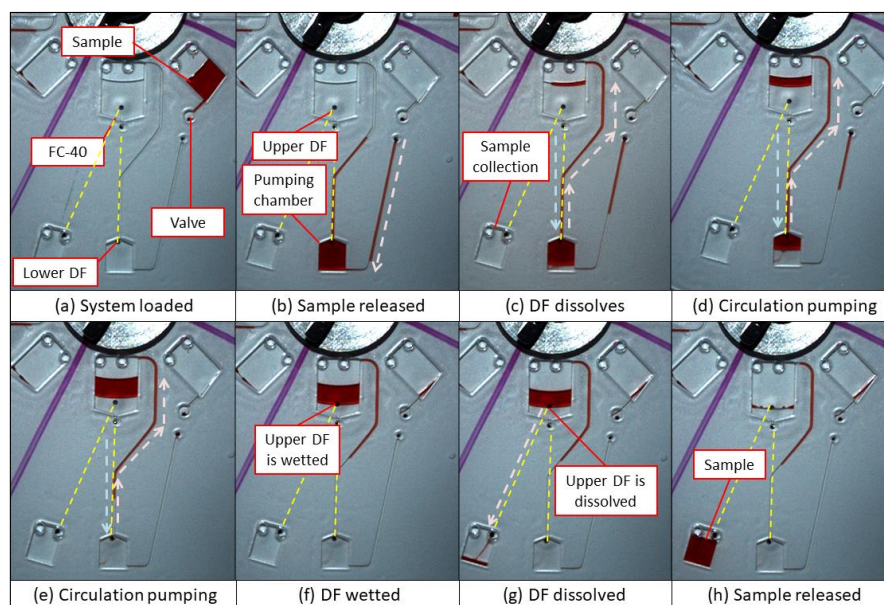 Sample
FC-40
Valve
Lower DF
(a) System loaded
Upper DF
Pumping
chamber
(b) Sample released
Sample
collection
(c) DF dissolves
(d) Circulation pumping
(e) Circulation pumping
Upper DF
is wetted
(f) DF wetted
Upper DF is
dissolved
(g) DF dissolved
Sample
(h) Sample released